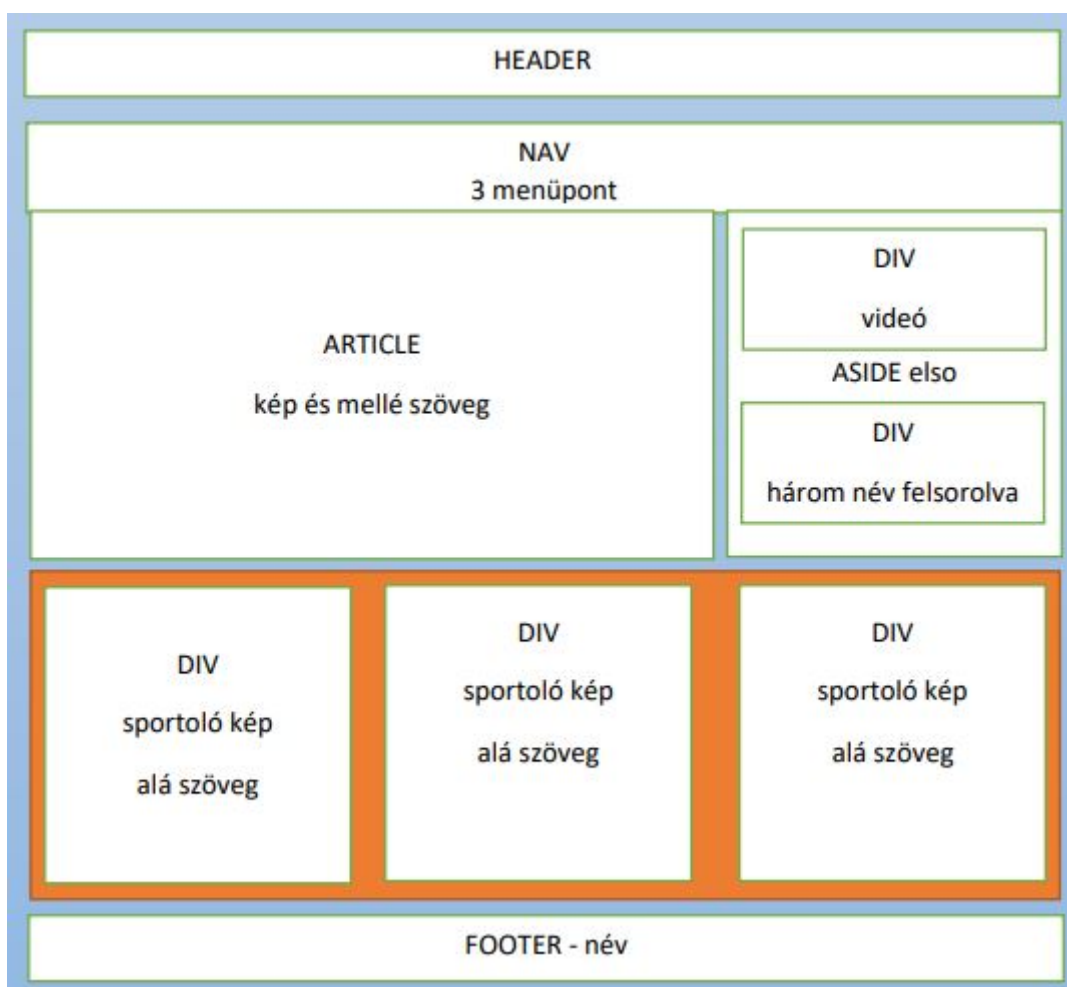 HEADER
NAV
3 menüpont
ARTICLE
kép és mellé szöveg
DIV
videó
ASIDE elso
DIV
három név felsorolva
DIV
sportoló kép
alá szöveg
DIV
sportoló kép
alá szöveg
DIV
sportoló kép
alá szöveg
FOOTER - név